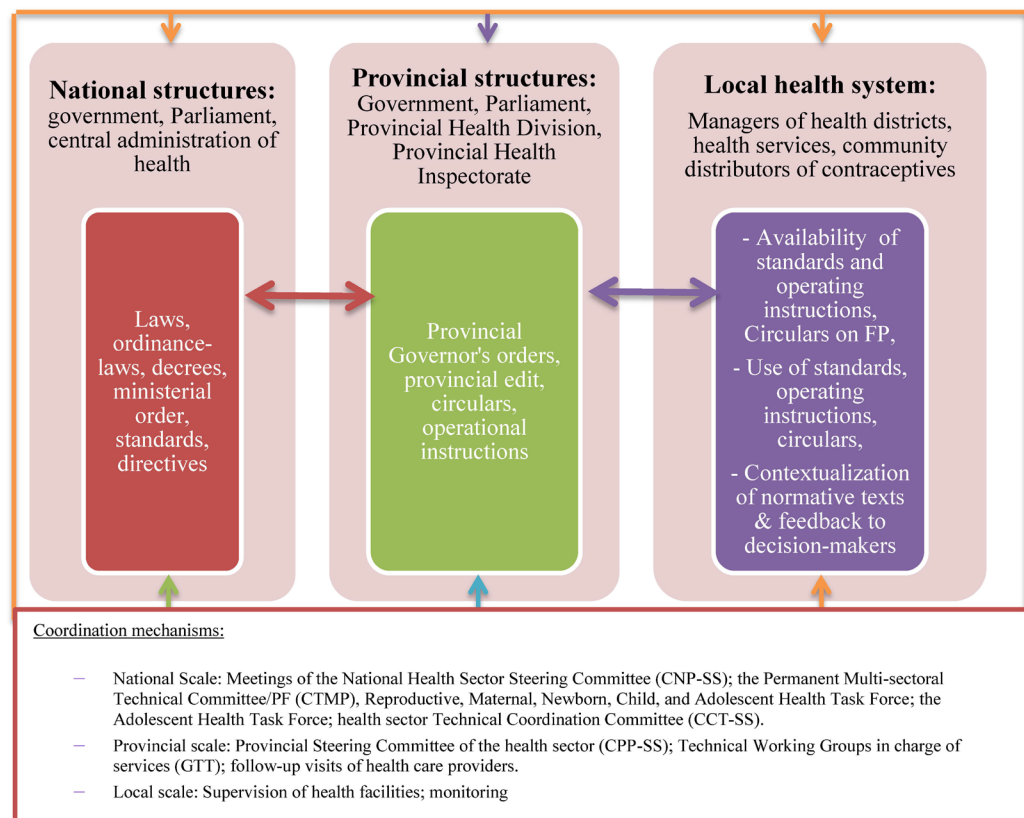 National structures:
government, Parliament,
central administration of
health
Laws,
ordinance-
laws, decrees,
ministerial
order,
standards,
directives
Provincial structures:
Government, Parliament,
Provincial Health Division,
Provincial Health
Inspectorate
Provincial
Governor's orders,
provincial edit,
circulars,
operational
instructions
Local health system:
Managers of health districts,
health services, community
distributors of contraceptives
- Availability of
standards and
operating
instructions,
Circulars on FP,
- Use of standards,
operating
instructions,
circulars,
- Contextualization
of normative texts
& feedback to
decision-makers
Coordination mechanisms:
– National Scale: Meetings of the National Health Sector Steering Committee (CNP-SS); the Permanent Multi-sectoral
Technical Committee/PF (CTMP), Reproductive, Maternal, Newborn, Child, and Adolescent Health Task Force; the
Adolescent Health Task Force; health sector Technical Coordination Committee (CCT-SS).
– Provincial scale: Provincial Steering Committee of the health sector (CPP-SS); Technical Working Groups in charge of
services (GTT); follow-up visits of health care providers.
– Local scale: Supervision of health facilities; monitoring